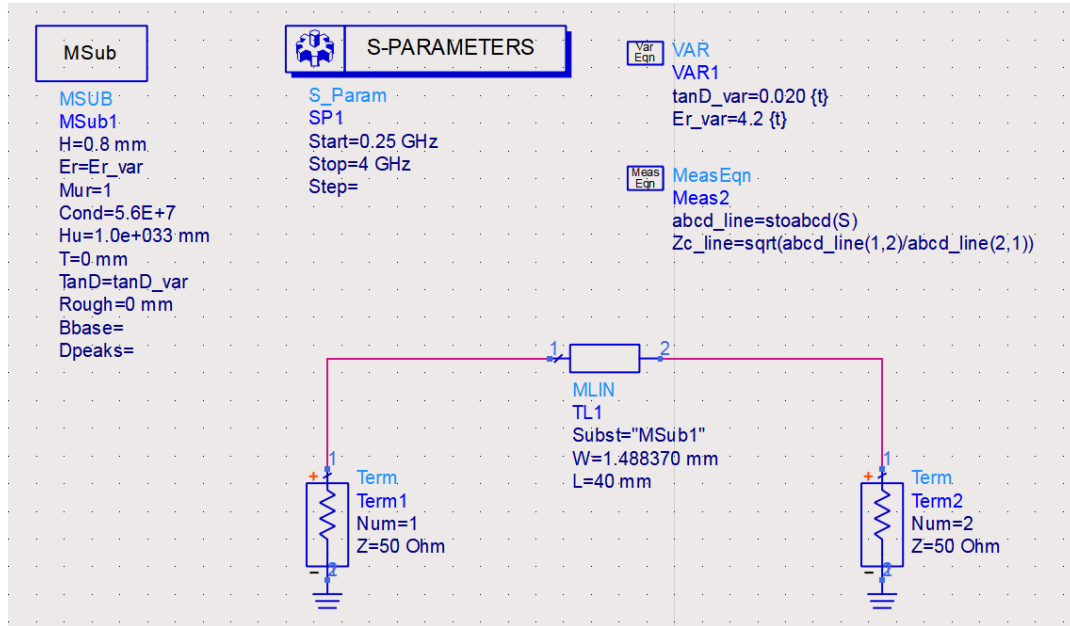 MSub
MSUB
MSub1
H=0.8 mm
Er=Er_var
Mur=1
Cond=5.6E+7
Hu=1.0e+033 mm
T=0 mm
TanD=tanD_var
Rough=0 mm
Bbase=
Dpeaks=
S-PARAMETERS
S_Param
SP1
Start=0.25 GHz
Stop=4 GHz
Step=
Var
Eqn
VAR
VAR1
tanD_var=0.020 {t}
Er_var=4.2 {t}
Meas
Eqn
MeasEqn
Meas2
abcd_line=stoabcd(S)
Zc_line=sqrt(abcd_line(1,2)/abcd_line(2,1))
1
2
MLIN
TL1
Subst="MSub1"
W=1.488370 mm
L=40 mm
1
+
Term
Term1
Num=1
Z=50 Ohm
-
2
1
+
Term
Term2
Num=2
Z=50 Ohm
-
2